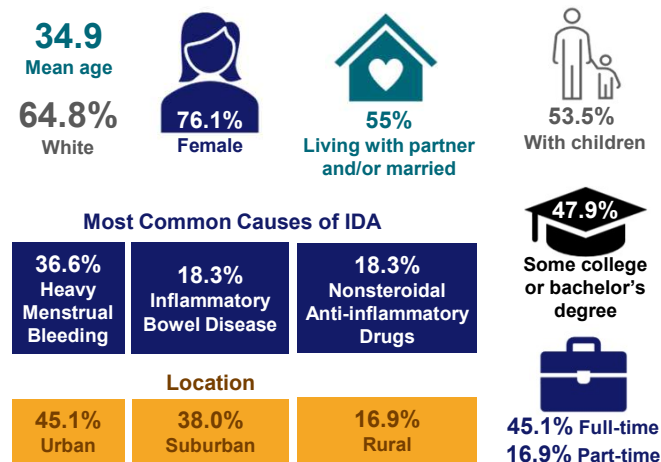 34.9
Mean age
64.8%
White
76.1%
Female
55%
Living with partner
and/or married
53.5%
With children
Most Common Causes of IDA
36.6%
Heavy
Menstrual
Bleeding
18.3%
Inflammatory
Bowel Disease
18.3%
Nonsteroidal
Anti-inflammatory
Drugs
47.9%
Some college
or bachelor's
degree
Location
45.1%
Urban
38.0%
Suburban
16.9%
Rural
45.1% Full-time
16.9% Part-time